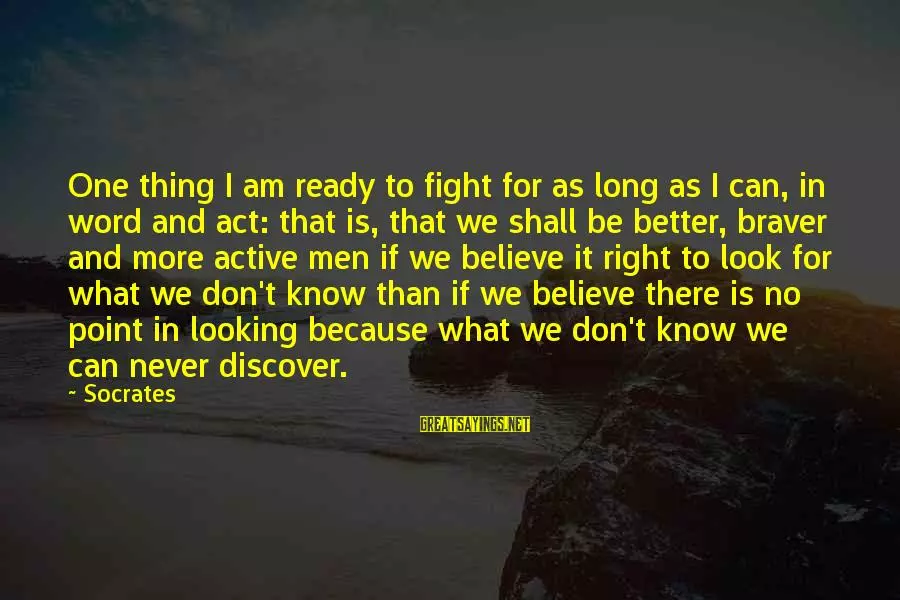 One thing I am ready to fight for as long as I can, in
word and act: that is, that we shall be better, braver
and more active men if we believe it right to look for
what we don't know than if we believe there is no
point in looking because what we don't know we
can never discover.
~ Socrates
GREATSAYINGS.NET